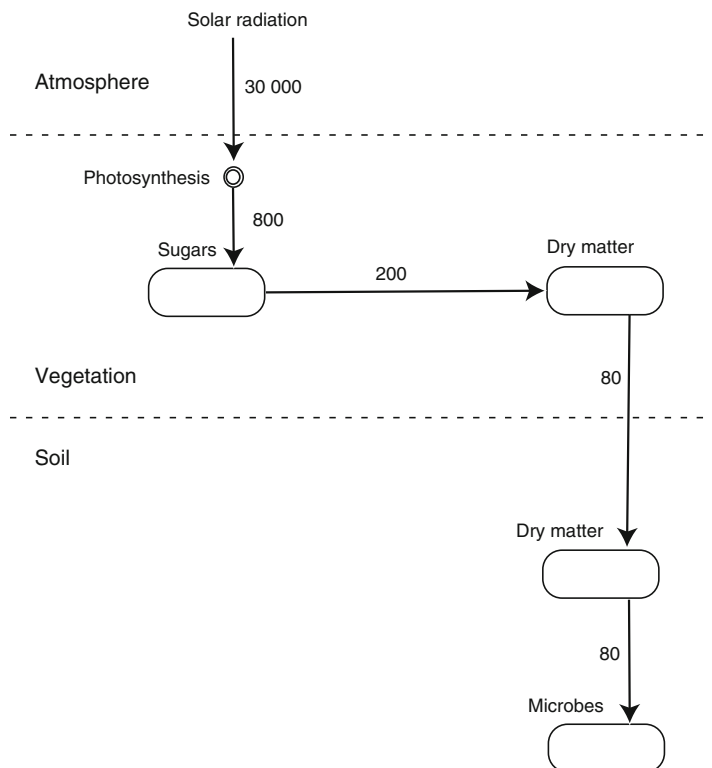 Solar radiation
Atmosphere
30 000
Photosynthesis
800
Sugars
Dry matter
200
Vegetation
80
Soil
Dry matter
80
Microbes